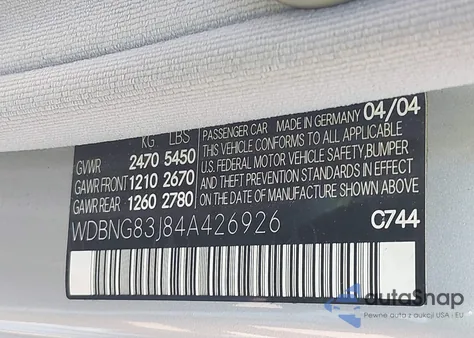 KG LBS
GVWR 2470 5450
GAWR FRONT 1210 2670
GAWR REAR 1260 2780
PASSENGER CAR MADE IN GERMANY 04/04
THIS VEHICLE CONFORMS TO ALL APPLICABLE
U.S. FEDERAL MOTOR VEHICLE SAFETY, BUMPER
AND THEFT PREVENTION STANDARDS IN EFFECT
ON THE DATE OF MANUFACTURE SHOWN ABOVE
WDBNG83J84A426926
C744
autoSnap
Pewne auta z USA i EU